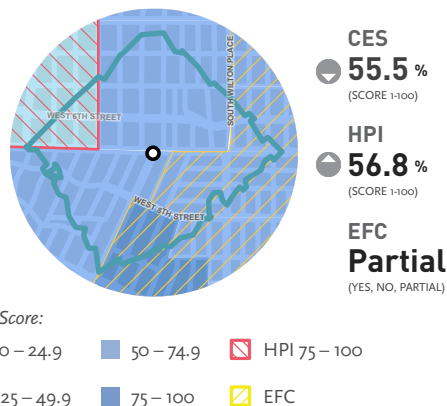 CES
55.5 %
(SCORE 1-100)
HPI
56.8 %
(SCORE 1-100)
EFC
Partial
(YES, NO, PARTIAL)
WEST 6TH STREET
SOUTH WILTON PLACE
WEST 8TH STREET
Score:
0 – 24.9
50 – 74.9
HPI 75 – 100
25 – 49.9
75 – 100
EFC